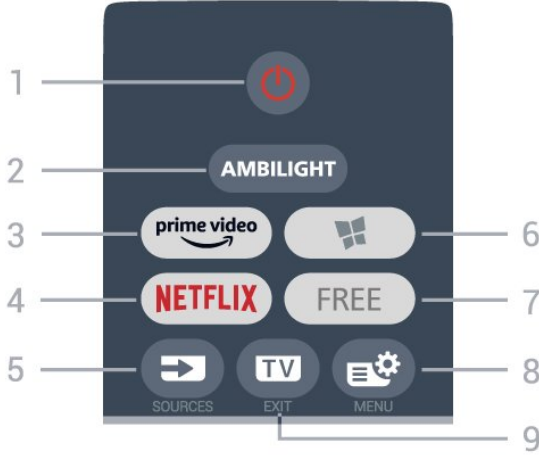 1
2
AMBILIGHT
3
prime video
6
4
NETFLIX
FREE
7
5
TV
8
SOURCES
EXIT
MENU
9